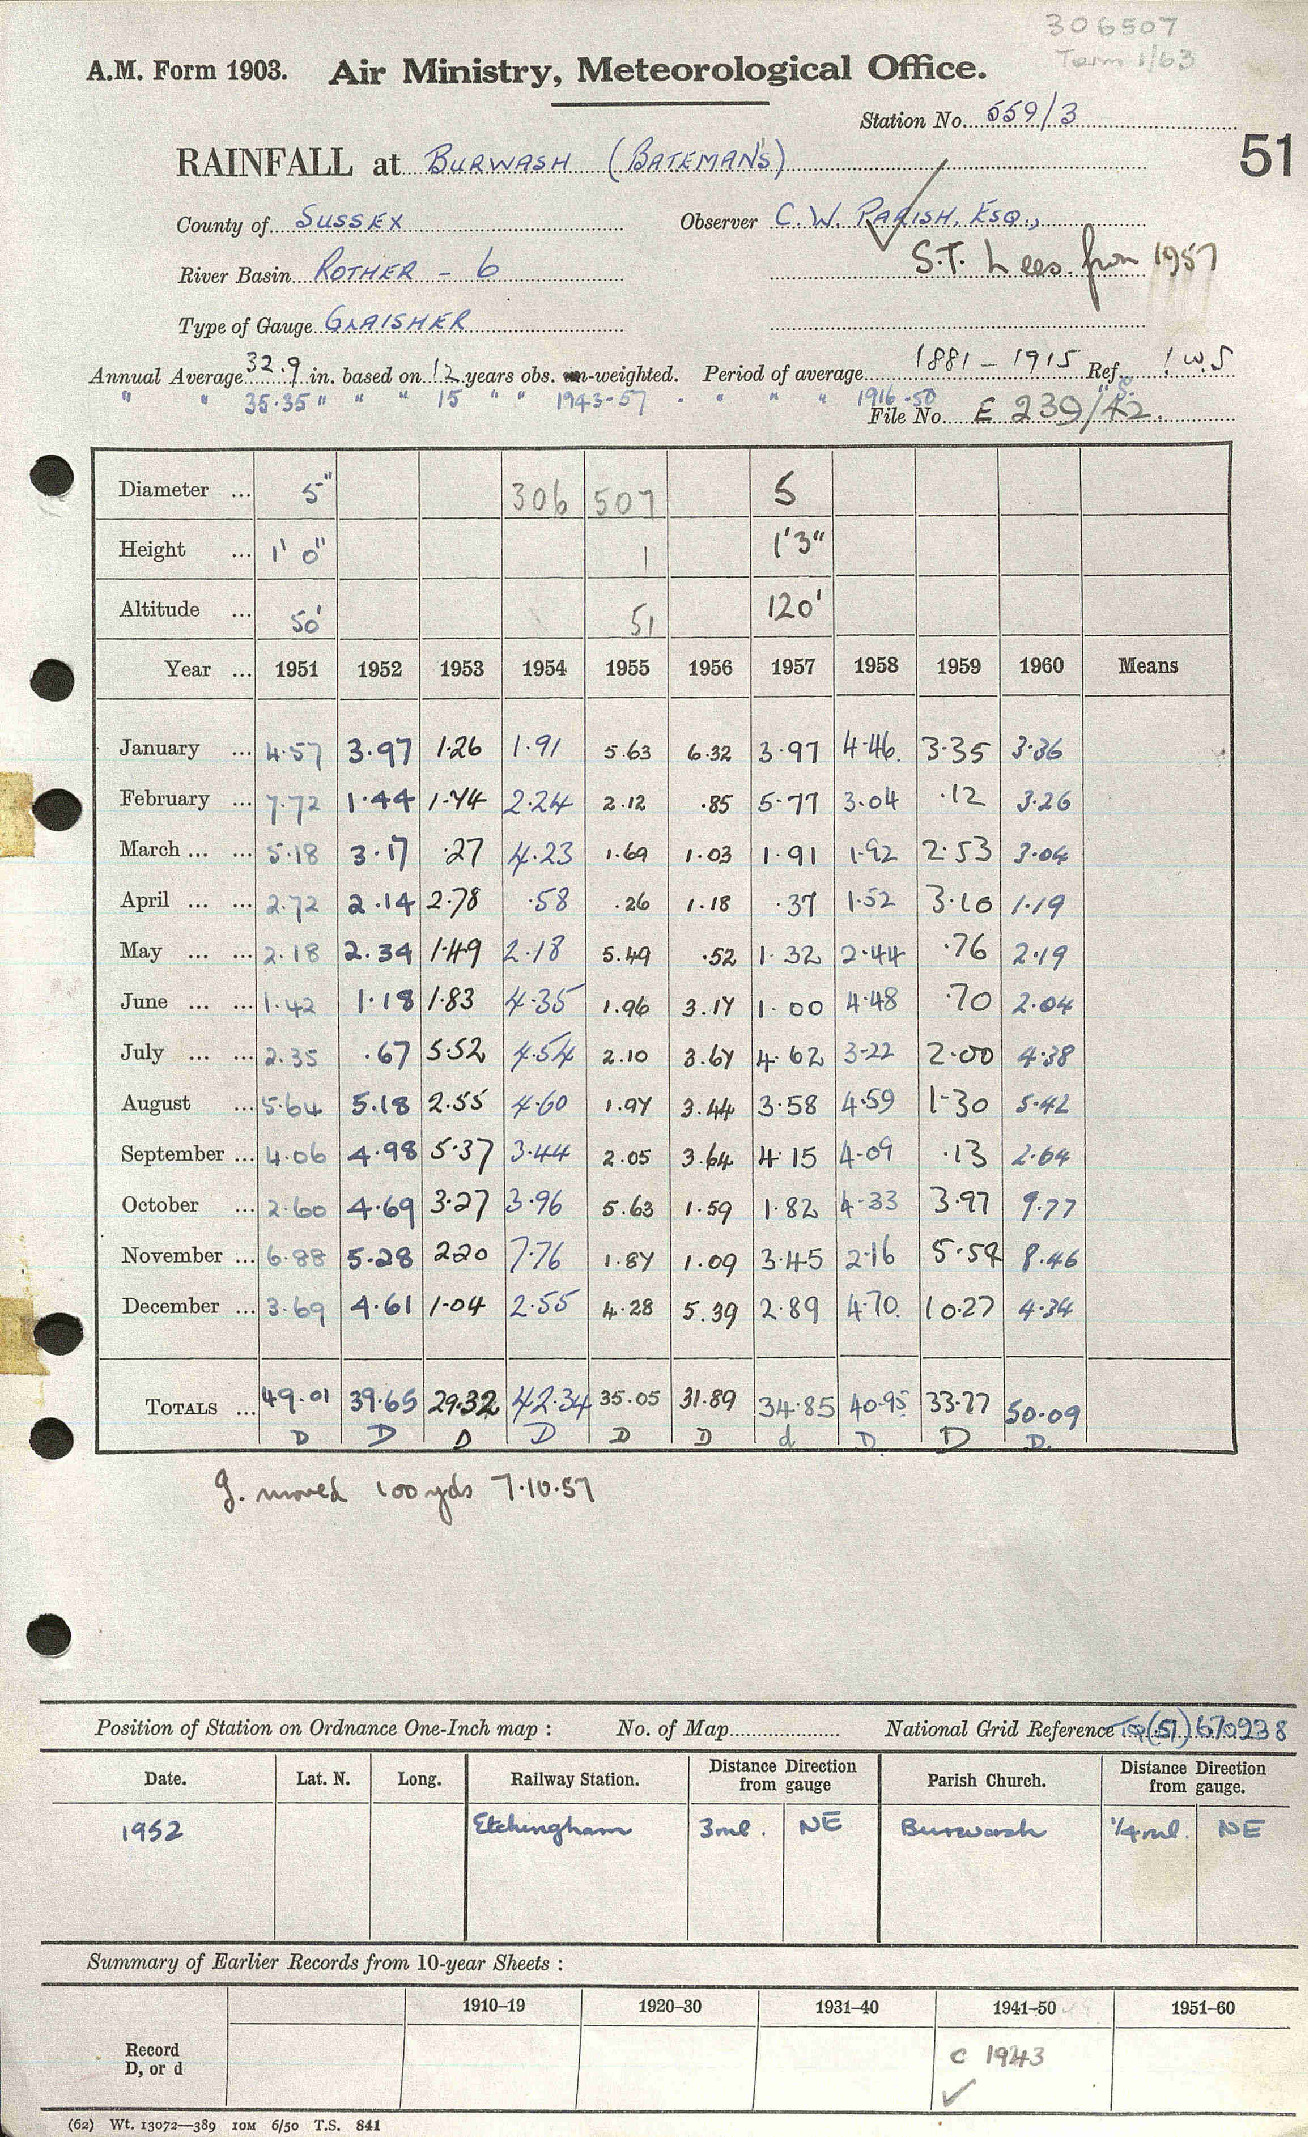 306507
Term 1/63
A.M. Form 1903. Air Ministry, Meteorological Office.
Station No. 559/3
51
RAINFALL at BURWASH (BATEMAN'S)
County of SUSSEX Observer C. W. PARISH, ESQ.,
S.T. Lees. from 1957
River Basin ROTHER - 6
Type of Gauge GLAISHER
Annual Average 32.9 in. based on 12 years obs. un-weighted. Period of average 1881 - 1915 Ref.
" " 35.35 " " " 15 " " 1943-57 " " " 1916-50
File No. E 239/42.
Diameter ... 5" 306 507 5
Height ... 1' 0" 1 1'3"
Altitude ... 50' 51 120'
Year ... 1951 1952 1953 1954 1955 1956 1957 1958 1959 1960 Means
January ... 4.57 3.97 1.26 1.91 5.63 6.32 3.97 4.46. 3.35 3.36
February ... 7.72 1.44 1.74 2.24 2.12 .85 5.77 3.04 .12 3.26
March ... ... 5.18 3.17 .27 4.23 1.69 1.03 1.91 1.92 2.53 3.04
April ... ... 2.72 2.14 2.78 .58 .26 1.18 .37 1.52 3.10 1.19
May ... ... 2.18 2.34 1.49 2.18 5.49 .52 1.32 2.44 .76 2.19
June ... ... 1.42 1.18 1.83 4.35 1.96 3.17 1.00 4.48 .70 2.04
July ... ... 2.35 .67 5.52 4.54 2.10 3.67 4.62 3.22 2.00 4.38
August ... 5.64 5.18 2.55 4.60 1.97 3.44 3.58 4.59 1.30 5.42
September ... 4.06 4.98 5.37 3.44 2.05 3.64 4.15 4.09 .13 2.64
October ... 2.60 4.69 3.27 3.96 5.63 1.59 1.82 4.33 3.97 9.77
November ... 6.88 5.28 2.20 7.76 1.87 1.09 3.45 2.16 5.54 8.46
December ... 3.69 4.61 1.04 2.55 4.28 5.39 2.89 4.70. 10.27 4.34
TOTALS ... 49.01 39.65 29.32 42.34 35.05 31.89 34.85 40.95 33.77 50.09
D D D D D D d D D D.
g. moved 100 yds 7.10.57
Position of Station on Ordnance One-Inch map : No. of Map National Grid Reference TQ (51) 670238
Date. Lat. N. Long. Railway Station. Distance Direction from gauge Parish Church. Distance Direction from gauge.
1952 Etchingham 3 ml. NE Burwash 1/4 ml. NE
Summary of Earlier Records from 10-year Sheets :
1910–19 1920–30 1931–40 1941–50 1951–60
Record
D, or d
C 1943
(62) Wt. 13072—389 10M 6/50 T.S. 841